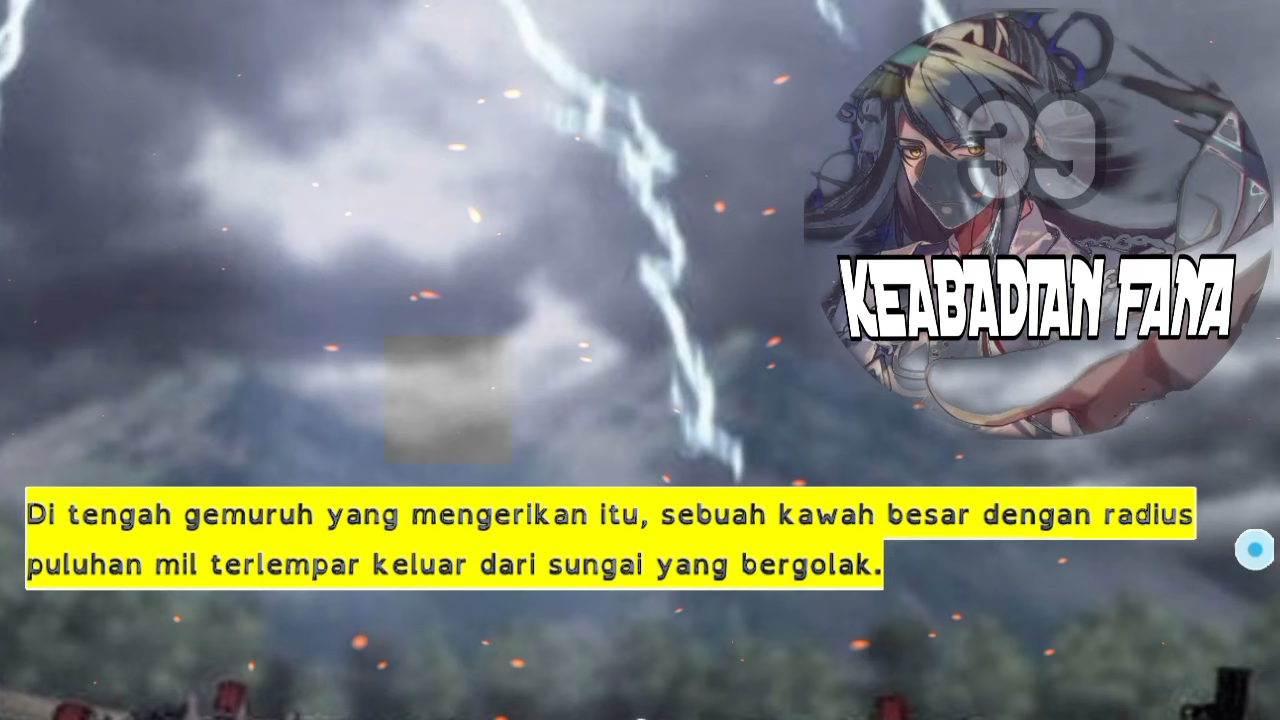 39
KEABADIAN FANA
Di tengah gemuruh yang mengerikan itu, sebuah kawah besar dengan radius
puluhan mil terlempar keluar dari sungai yang bergolak.